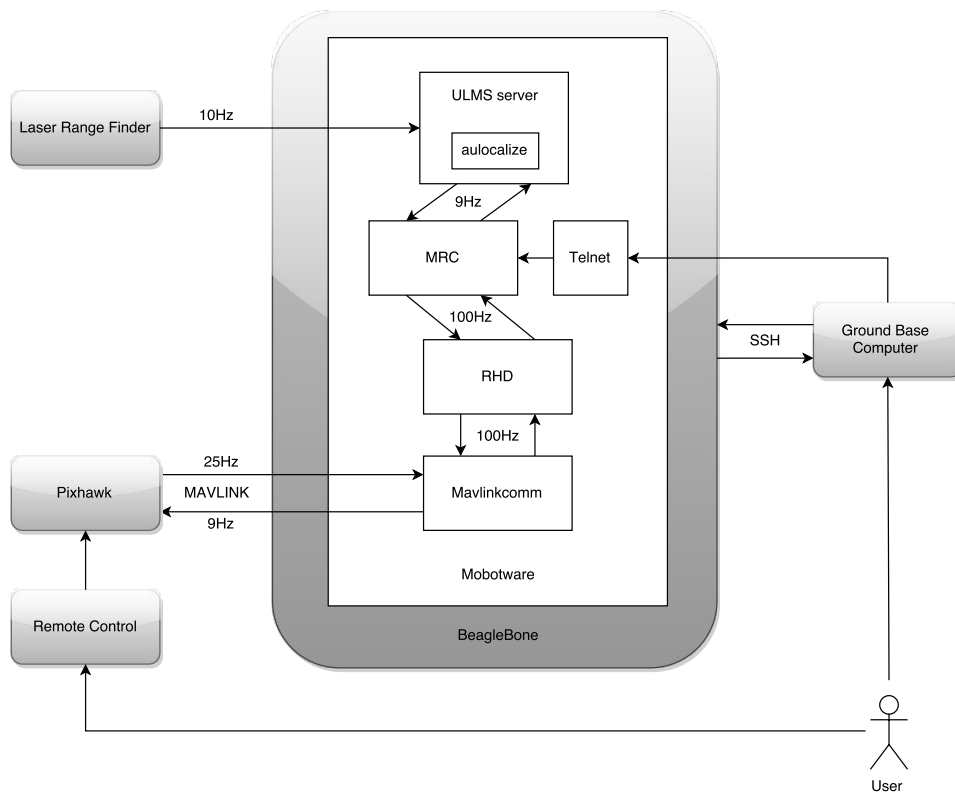 ULMS server
10Hz
Laser Range Finder
aulocalize
9Hz
MRC
Telnet
100Hz
Ground Base
Computer
SSH
RHD
100Hz
25Hz
Pixhawk
MAVLINK
Mavlinkcomm
9Hz
Mobotware
Remote Control
BeagleBone
User